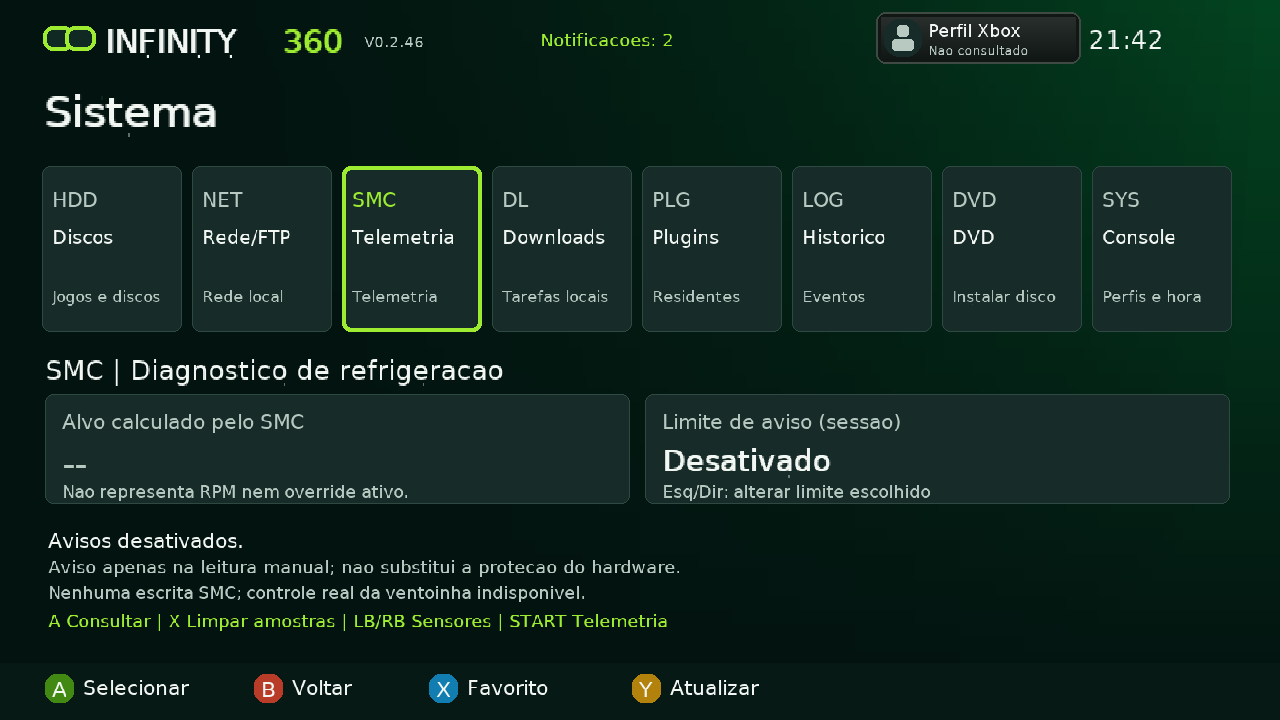 INFINITY 360 V0.2.46
Notificacoes: 2
Perfil Xbox
Nao consultado
21:42
Sistema
HDD
Discos
Jogos e discos
NET
Rede/FTP
Rede local
SMC
Telemetria
Telemetria
DL
Downloads
Tarefas locais
PLG
Plugins
Residentes
LOG
Historico
Eventos
DVD
DVD
Instalar disco
SYS
Console
Perfis e hora
SMC | Diagnostico de refrigeracao
Alvo calculado pelo SMC
--
Nao representa RPM nem override ativo.
Limite de aviso (sessao)
Desativado
Esq/Dir: alterar limite escolhido
Avisos desativados.
Aviso apenas na leitura manual; nao substitui a protecao do hardware.
Nenhuma escrita SMC; controle real da ventoinha indisponivel.
A Consultar | X Limpar amostras | LB/RB Sensores | START Telemetria
A Selecionar B Voltar X Favorito Y Atualizar